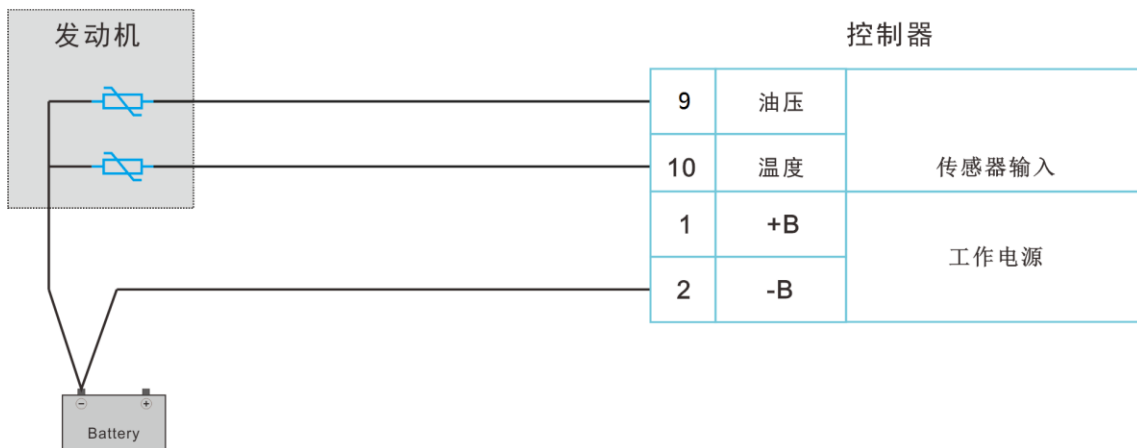 发动机
控制器
9 油压
10 温度 传感器输入
1 +B
工作电源
2 -B
− +
Battery